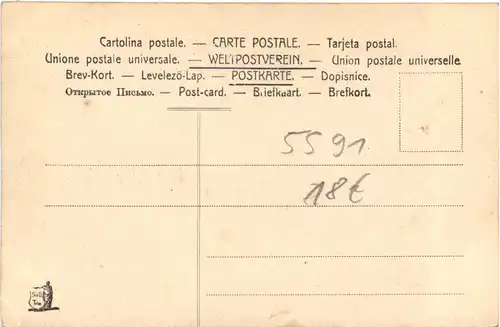 Cartolina postale. — CARTE POSTALE. — Tarjeta postal.
Unione postale universale. — WELTPOSTVEREIN. — Union postale universelle
Brev-Kort. — Levelező-Lap. — POSTKARTE. — Dopisnice.
Открытое Письмо. — Post-card. — Briefkaart. — Brefkort.
5591
18€